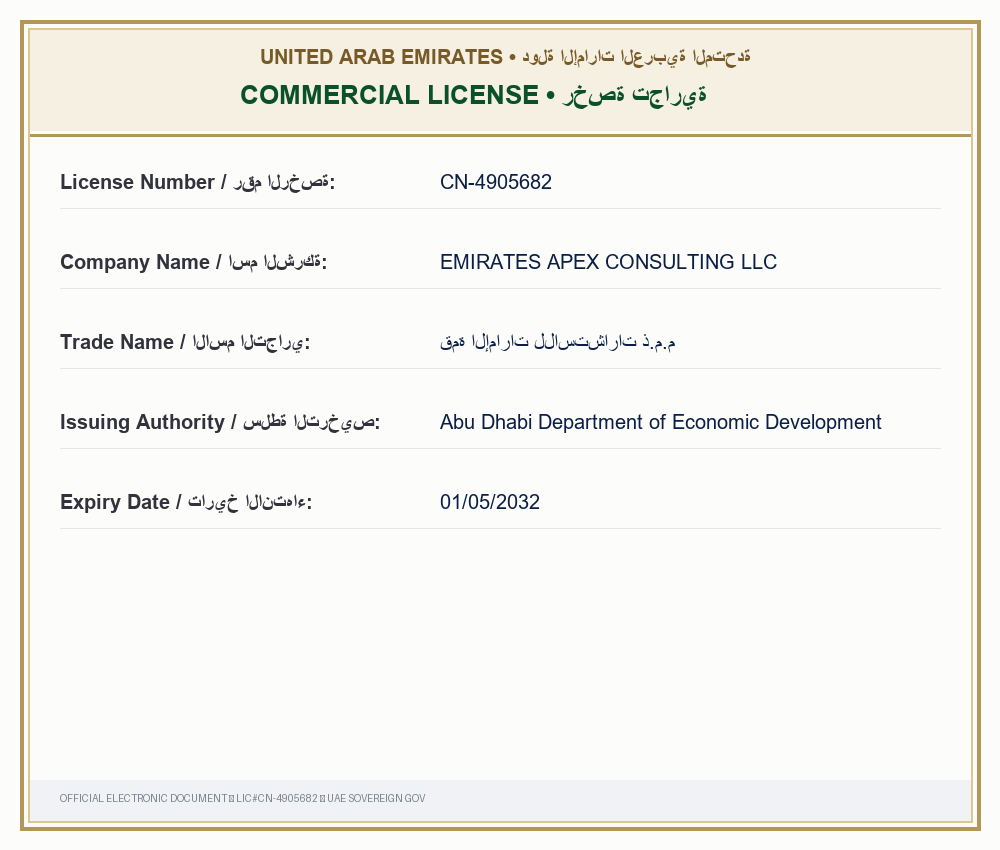 UNITED ARAB EMIRATES • دولة الإمارات العربية المتحدة
COMMERCIAL LICENSE • رخصة تجارية
License Number / رقم الرخصة: CN-4905682
Company Name / اسم الشركة: EMIRATES APEX CONSULTING LLC
Trade Name / الاسم التجاري: قمة الإمارات للاستشارات ذ.م.م
Issuing Authority / سلطة الترخيص: Abu Dhabi Department of Economic Development
Expiry Date / تاريخ الانتهاء: 01/05/2032
OFFICIAL ELECTRONIC DOCUMENT LIC#CN-4905682 UAE SOVEREIGN GOV